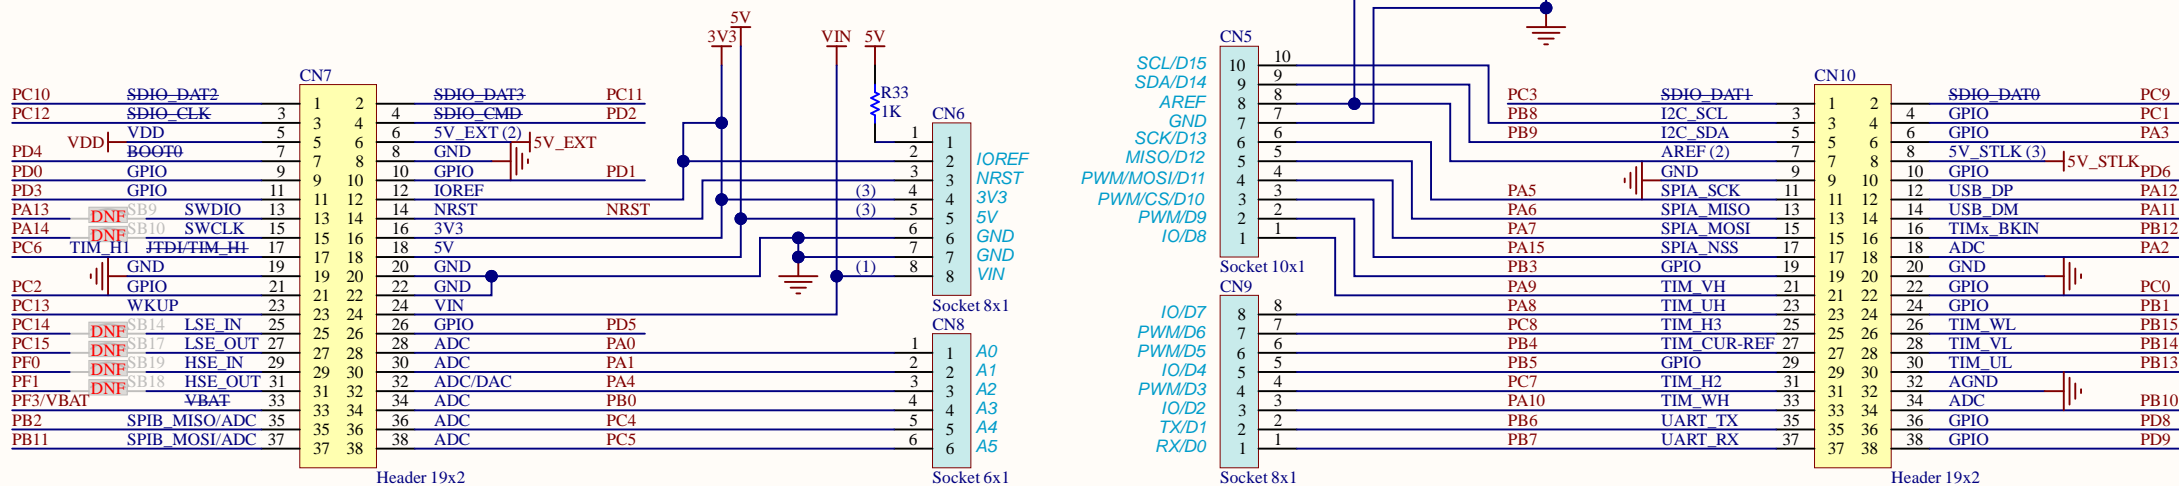 5V
3V3
VIN
5V
R33
1K
CN7
PC10 SDIO_DAT2 1 2 SDIO_DAT3 PC11
PC12 SDIO_CLK 3 3 4 4 SDIO_CMD PD2
VDD VDD 5 5 6 6 5V_EXT (2) 5V_EXT
PD4 BOOT0 7 7 8 8 GND
PD0 GPIO 9 9 10 10 GPIO PD1
PD3 GPIO 11 11 12 12 IOREF
PA13 DNF SB9 SWDIO 13 13 14 14 NRST NRST
PA14 DNF SB10 SWCLK 15 15 16 16 3V3
PC6 TIM_H1 JTDI/TIM_H1 17 17 18 18 5V
GND 19 19 20 20 GND
PC2 GPIO 21 21 22 22 GND
PC13 WKUP 23 23 24 24 VIN
PC14 DNF SB14 LSE_IN 25 25 26 26 GPIO PD5
PC15 DNF SB17 LSE_OUT 27 27 28 28 ADC PA0
PF0 DNF SB19 HSE_IN 29 29 30 30 ADC PA1
PF1 DNF SB18 HSE_OUT 31 31 32 32 ADC/DAC PA4
PF3/VBAT VBAT 33 33 34 34 ADC PB0
PB2 SPIB_MISO/ADC 35 35 36 36 ADC PC4
PB11 SPIB_MOSI/ADC 37 37 38 38 ADC PC5
Header 19x2
CN6
1 1
2 2 IOREF
3 3 NRST
(3) 4 4 3V3
(3) 5 5 5V
6 6 GND
7 7 GND
(1) 8 8 VIN
Socket 8x1
CN8
1 1 A0
2 2 A1
3 3 A2
4 4 A3
5 5 A4
6 6 A5
Socket 6x1
CN5
SCL/D15 10 10
SDA/D14 9 9
AREF 8 8
GND 7 7
SCK/D13 6 6
MISO/D12 5 5
PWM/MOSI/D11 4 4
PWM/CS/D10 3 3
PWM/D9 2 2
IO/D8 1 1
Socket 10x1
CN9
IO/D7 8 8
PWM/D6 7 7
PWM/D5 6 6
IO/D4 5 5
PWM/D3 4 4
IO/D2 3 3
TX/D1 2 2
RX/D0 1 1
Socket 8x1
CN10
PC3 SDIO_DAT1 1 2 SDIO_DAT0 PC9
PB8 I2C_SCL 3 3 4 4 GPIO PC1
PB9 I2C_SDA 5 5 6 6 GPIO PA3
AREF (2) 7 7 8 8 5V_STLK (3) 5V_STLK
GND 9 9 10 10 GPIO PD6
PA5 SPIA_SCK 11 11 12 12 USB_DP PA12
PA6 SPIA_MISO 13 13 14 14 USB_DM PA11
PA7 SPIA_MOSI 15 15 16 16 TIMx_BKIN PB12
PA15 SPIA_NSS 17 17 18 18 ADC PA2
PB3 GPIO 19 19 20 20 GND
PA9 TIM_VH 21 21 22 22 GPIO PC0
PA8 TIM_UH 23 23 24 24 GPIO PB1
PC8 TIM_H3 25 25 26 26 TIM_WL PB15
PB4 TIM_CUR-REF 27 27 28 28 TIM_VL PB14
PB5 GPIO 29 29 30 30 TIM_UL PB13
PC7 TIM_H2 31 31 32 32 AGND
PA10 TIM_WH 33 33 34 34 ADC PB10
PB6 UART_TX 35 35 36 36 GPIO PD8
PB7 UART_RX 37 37 38 38 GPIO PD9
Header 19x2